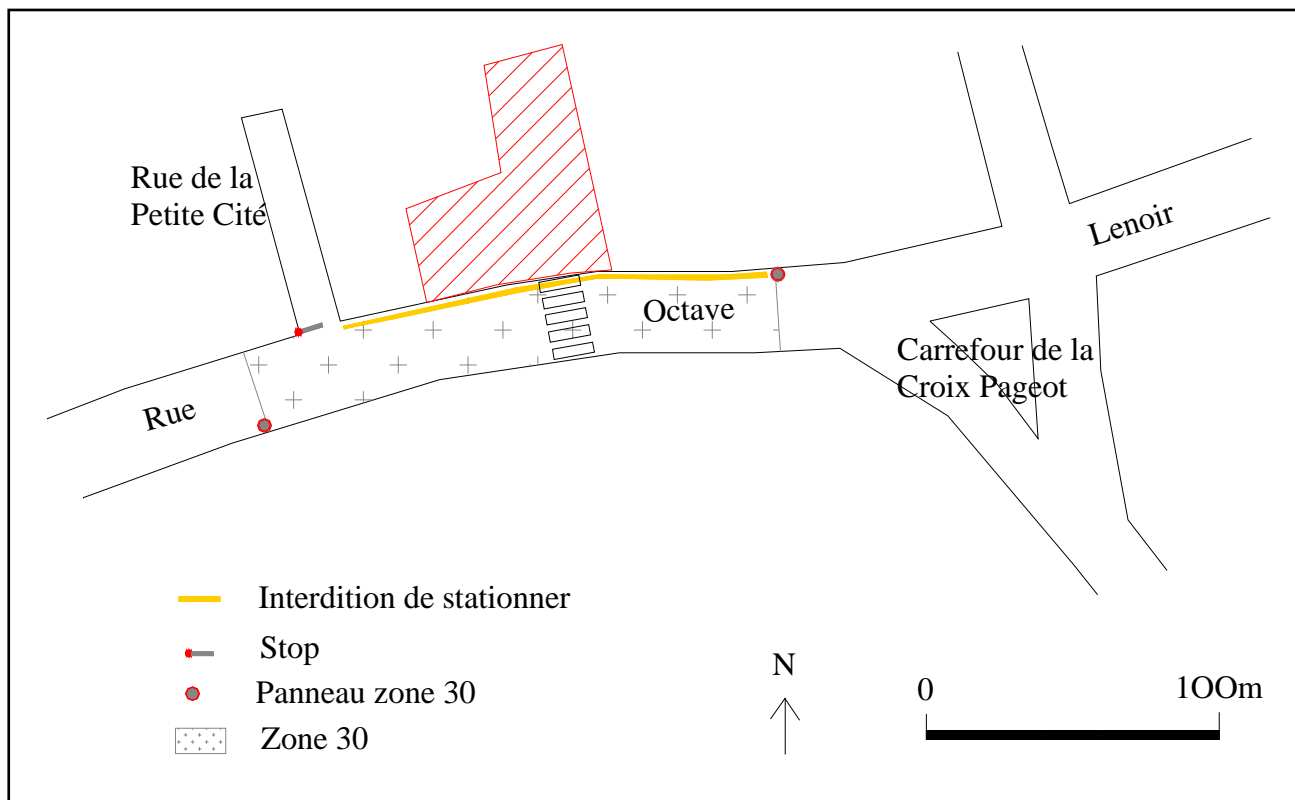 Rue de la
Petite Cité
Lenoir
Octave
Carrefour de la
Croix Pageot
Rue
Interdition de stationner
Stop
Panneau zone 30
Zone 30
N
0
1OOm